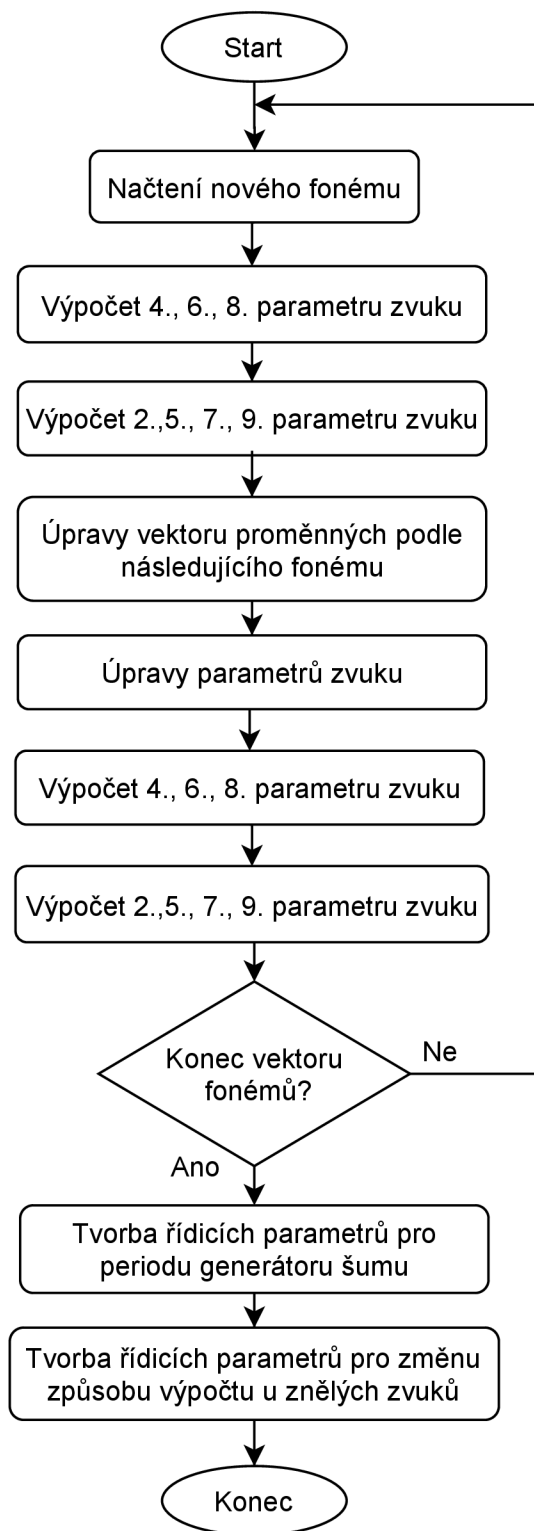 Start
Načtení nového fonému
Výpočet 4., 6., 8. parametru zvuku
Výpočet 2.,5., 7., 9. parametru zvuku
Úpravy vektoru proměnných podle
následujícího fonému
Úpravy parametrů zvuku
Výpočet 4., 6., 8. parametru zvuku
Výpočet 2.,5., 7., 9. parametru zvuku
Konec vektoru
fonémů?
Ne
Ano
Tvorba řídicích parametrů pro
periodu generátoru šumu
Tvorba řídicích parametrů pro změnu
způsobu výpočtu u znělých zvuků
Konec